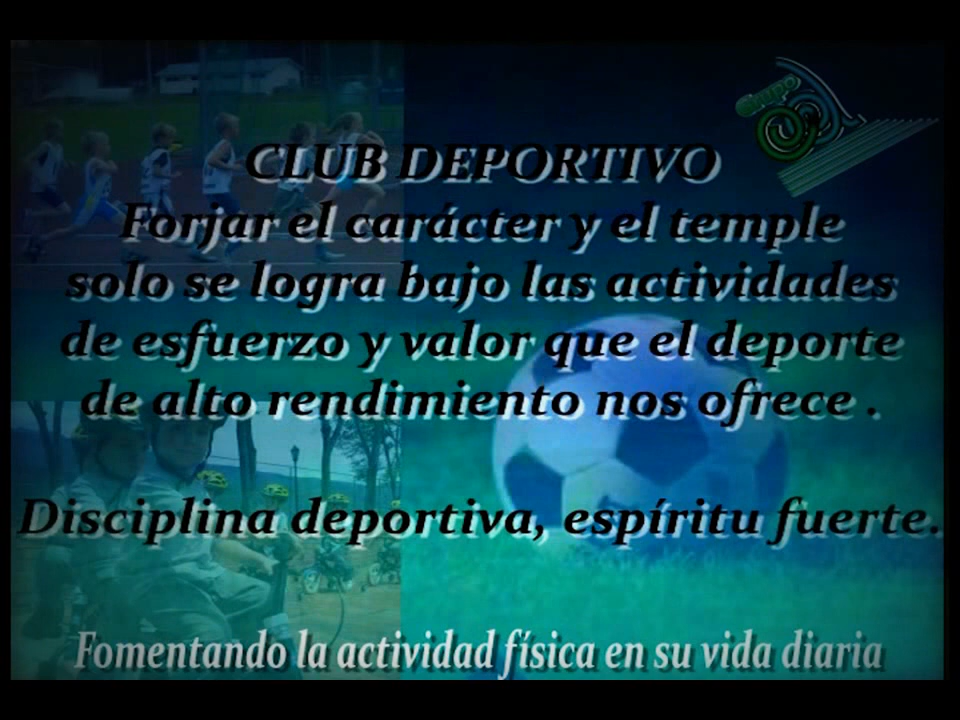 Grupo
CLUB DEPORTIVO
Forjar el carácter y el temple
solo se logra bajo las actividades
de esfuerzo y valor que el deporte
de alto rendimiento nos ofrece .
Disciplina deportiva, espíritu fuerte.
Fomentando la actividad física en su vida diaria